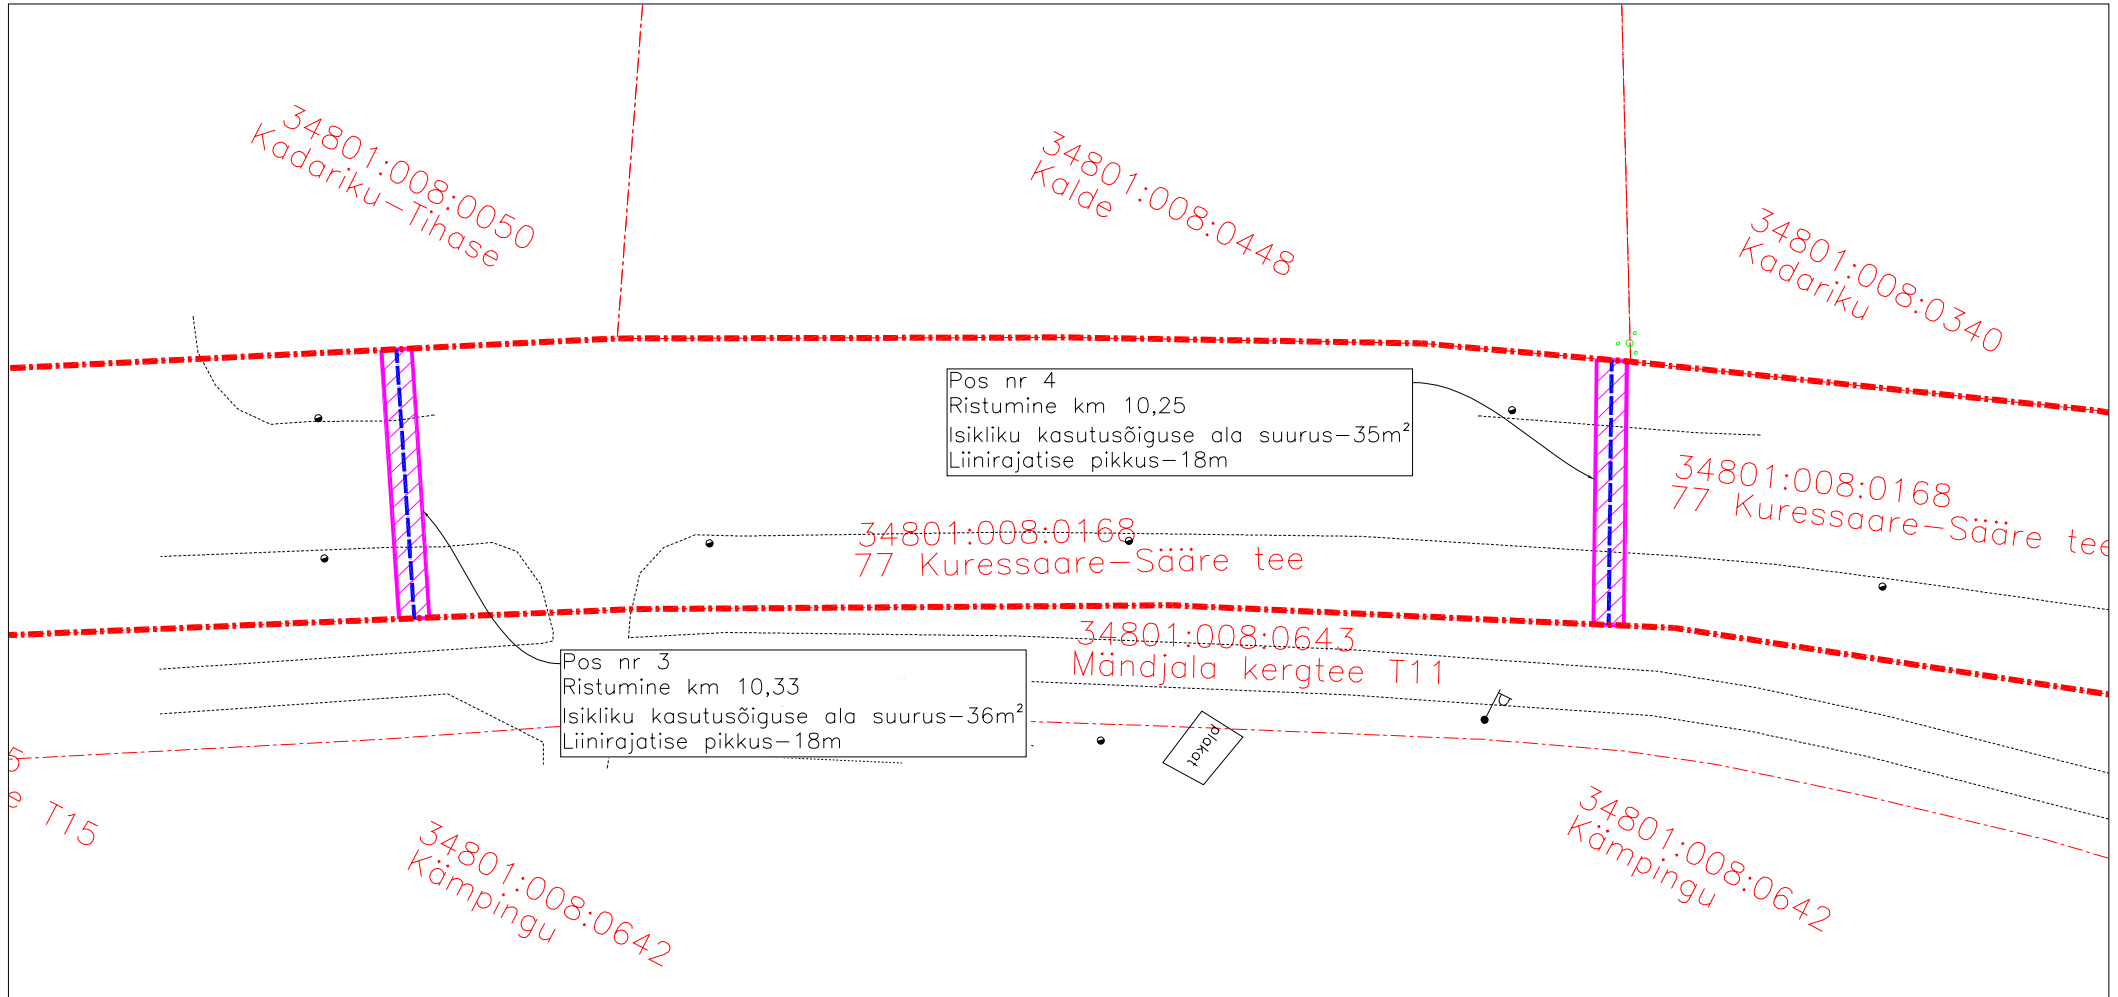 34801:008:0050
Kadariku-Tihase
34801:008:0448
Kalde
34801:008:0340
Kadariku
Pos nr 4
Ristumine km 10,25
Isikliku kasutusõiguse ala suurus-35m²
Liinirajatise pikkus-18m
34801:008:0168
77 Kuressaare-Sääre tee
34801:008:0168
77 Kuressaare-Sääre tee
34801:008:0643
Mändjala kergtee T11
Pos nr 3
Ristumine km 10,33
Isikliku kasutusõiguse ala suurus-36m²
Liinirajatise pikkus-18m
plakat
5
e T15
34801:008:0642
Kämpingu
34801:008:0642
Kämpingu